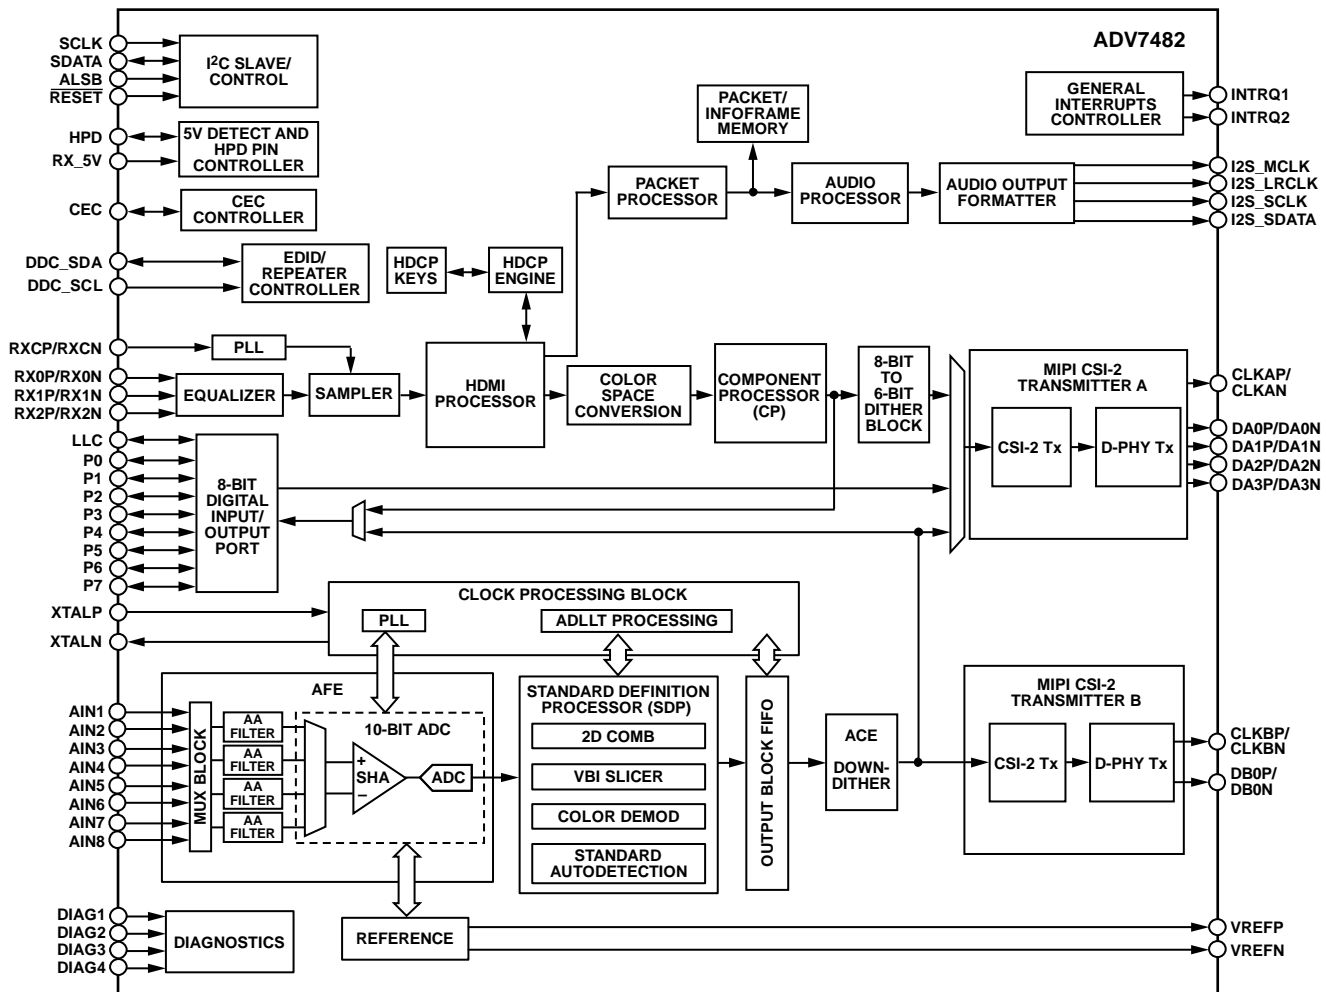 ADV7482
SCLK
SDATA
ALSB
RESET
I2C SLAVE/
CONTROL
HPD
RX_5V
5V DETECT AND
HPD PIN
CONTROLLER
CEC
CEC
CONTROLLER
DDC_SDA
DDC_SCL
EDID/
REPEATER
CONTROLLER
HDCP
KEYS
HDCP
ENGINE
PACKET/
INFOFRAME
MEMORY
PACKET
PROCESSOR
AUDIO
PROCESSOR
AUDIO OUTPUT
FORMATTER
GENERAL
INTERRUPTS
CONTROLLER
INTRQ1
INTRQ2
I2S_MCLK
I2S_LRCLK
I2S_SCLK
I2S_SDATA
RXCP/RXCN
PLL
RX0P/RX0N
RX1P/RX1N
RX2P/RX2N
EQUALIZER
SAMPLER
HDMI
PROCESSOR
COLOR
SPACE
CONVERSION
COMPONENT
PROCESSOR
(CP)
8-BIT
TO
6-BIT
DITHER
BLOCK
MIPI CSI-2
TRANSMITTER A
CSI-2 Tx
D-PHY Tx
CLKAP/
CLKAN
DA0P/DA0N
DA1P/DA1N
DA2P/DA2N
DA3P/DA3N
LLC
P0
P1
P2
P3
P4
P5
P6
P7
8-BIT
DIGITAL
INPUT/
OUTPUT
PORT
XTALP
XTALN
CLOCK PROCESSING BLOCK
PLL
ADLLT PROCESSING
AFE
AIN1
AIN2
AIN3
AIN4
AIN5
AIN6
AIN7
AIN8
MUX BLOCK
AA
FILTER
AA
FILTER
AA
FILTER
AA
FILTER
10-BIT ADC
+
SHA
−
ADC
STANDARD DEFINITION
PROCESSOR (SDP)
2D COMB
VBI SLICER
COLOR DEMOD
STANDARD
AUTODETECTION
OUTPUT BLOCK FIFO
ACE
DOWN-
DITHER
MIPI CSI-2
TRANSMITTER B
CSI-2 Tx
D-PHY Tx
CLKBP/
CLKBN
DB0P/
DB0N
DIAG1
DIAG2
DIAG3
DIAG4
DIAGNOSTICS
REFERENCE
VREFP
VREFN